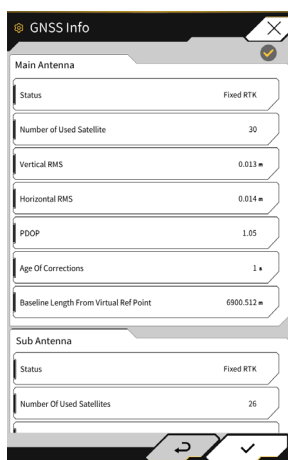 GNSS Info
Main Antenna
Status Fixed RTK
Number of Used Satellite 30
Vertical RMS 0.013 m
Horizontal RMS 0.014 m
PDOP 1.05
Age Of Corrections 1 s
Baseline Length From Virtual Ref Point 6900.512 m
Sub Antenna
Status Fixed RTK
Number Of Used Satellites 26